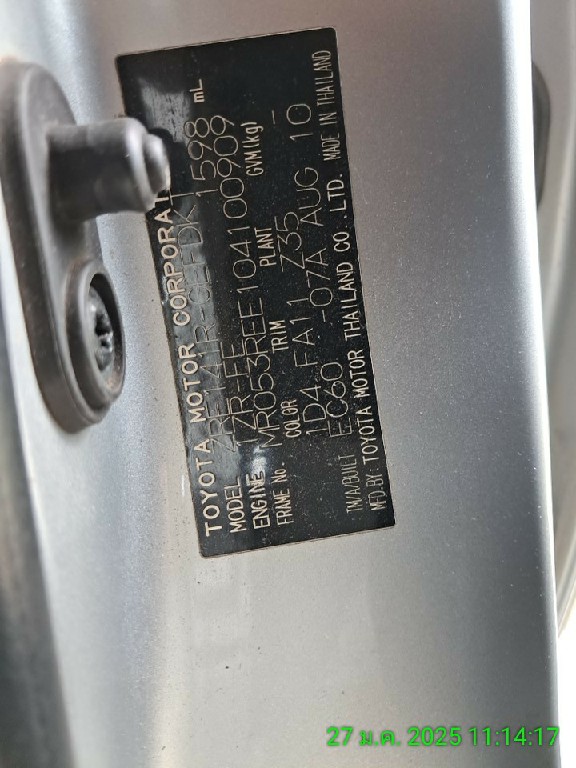 TOYOTA MOTOR CORPORAT
MODEL ZRE141R-GEFDK 1598 mL
ENGINE 1ZR-FE
FRAME No. MR053REE104100909
COLOR TRIM PLANT GVM(kg)
1D4 FA11 Z35 -
T/A/BUILT EC60 -07A AUG 10
MFD.BY: TOYOTA MOTOR THAILAND CO .LTD. MADE IN THAILAND
27 ม.ค. 2025 11:14:17